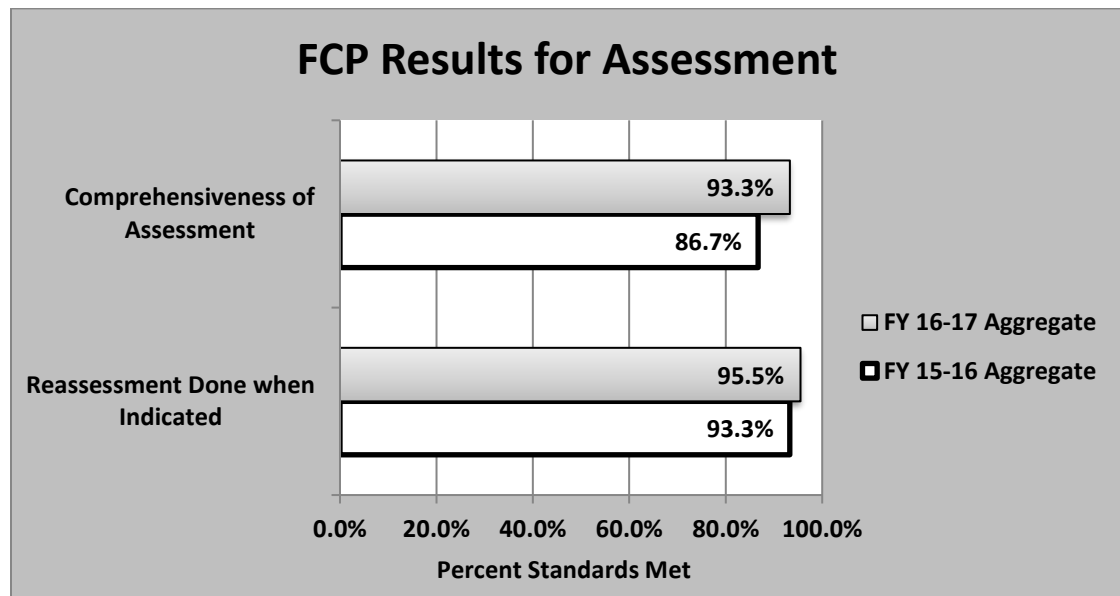 FCP Results for Assessment
Comprehensiveness of
Assessment
93.3%
86.7%
Reassessment Done when
Indicated
95.5%
93.3%
FY 16-17 Aggregate
FY 15-16 Aggregate
0.0% 20.0% 40.0% 60.0% 80.0% 100.0%
Percent Standards Met